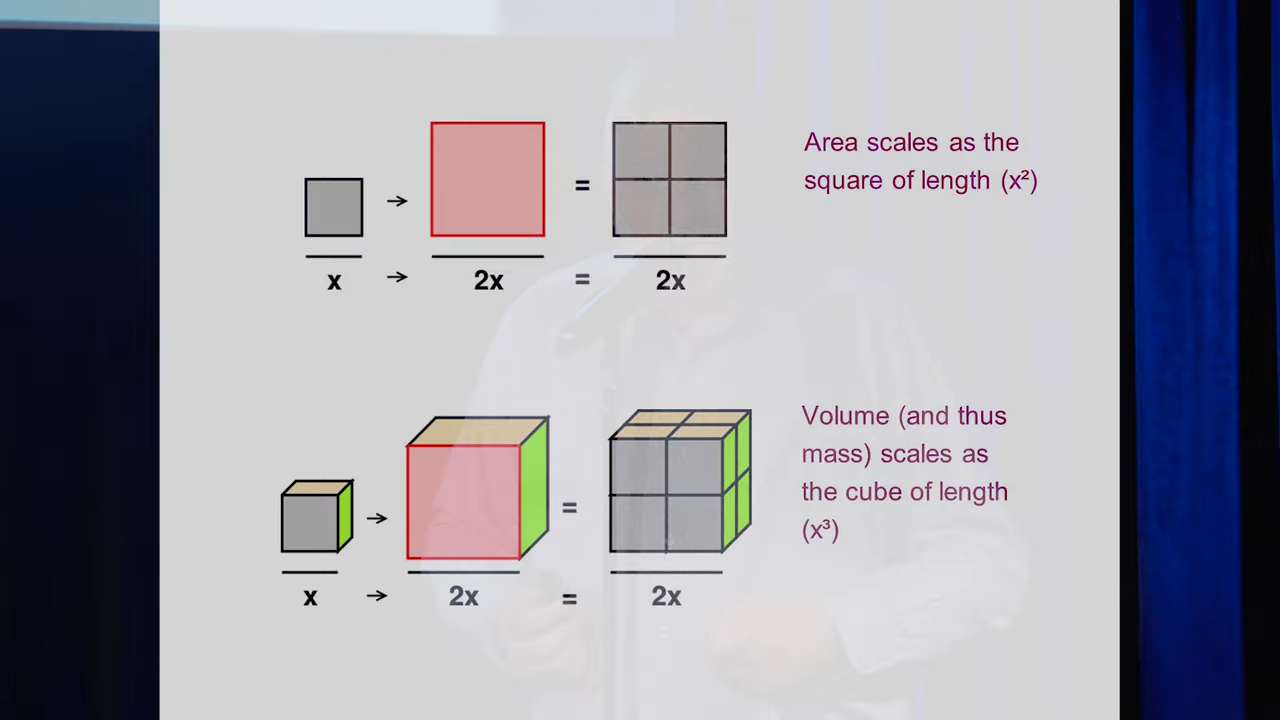 Area scales as the
square of length (x²)
→ =
x → 2x = 2x
Volume (and thus
mass) scales as
the cube of length
(x³)
→ =
x → 2x = 2x